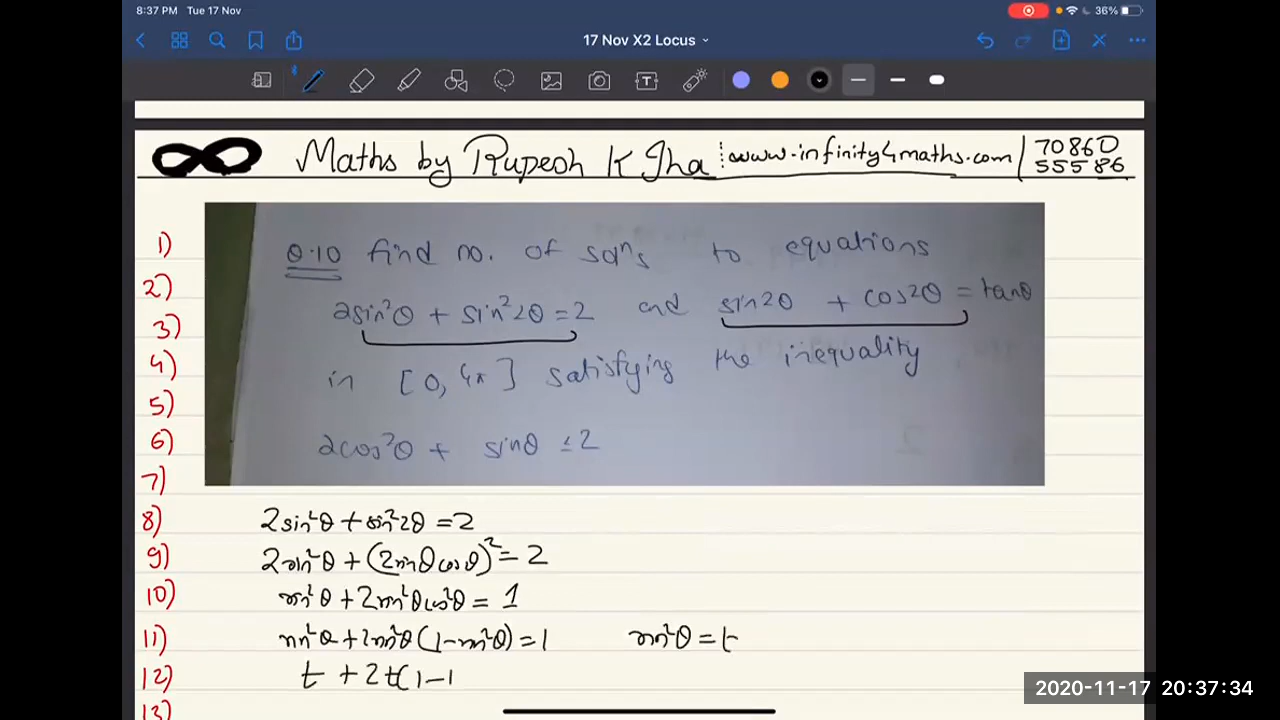 8:37 PM Tue 17 Nov
36%
17 Nov X2 Locus
Maths by Rupesh K Jha www.infinity4maths.com 70860 55586
1)
Q.10 find no. of solns to equations
2)
2sin²θ + sin²2θ = 2 and sin2θ + cos2θ = tanθ
3)
4)
in [0, 4π] satisfying the inequality
5)
6)
2cos²θ + sinθ ≤ 2
7)
8) 2sin²θ + sin²2θ = 2
9) 2sin²θ + (2sinθcosθ)² = 2
10) sin²θ + 2sin²θcos²θ = 1
11) sin²θ + 2sin²θ(1-sin²θ) = 1 sin²θ = t
12) t + 2t(1-1
13)
2020-11-17 20:37:34